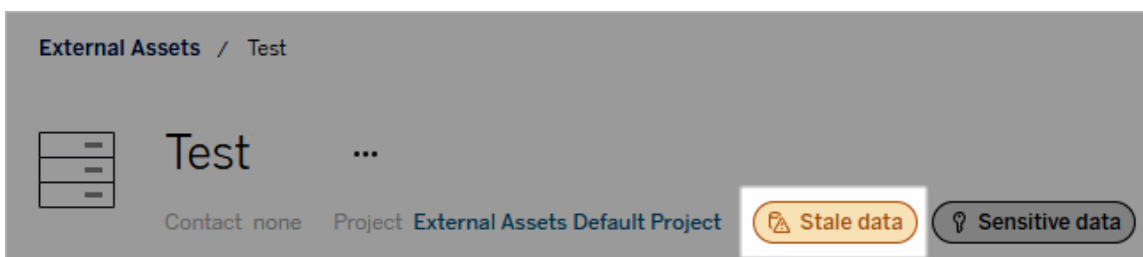 External Assets / Test
Test ...
Contact none Project External Assets Default Project Stale data Sensitive data